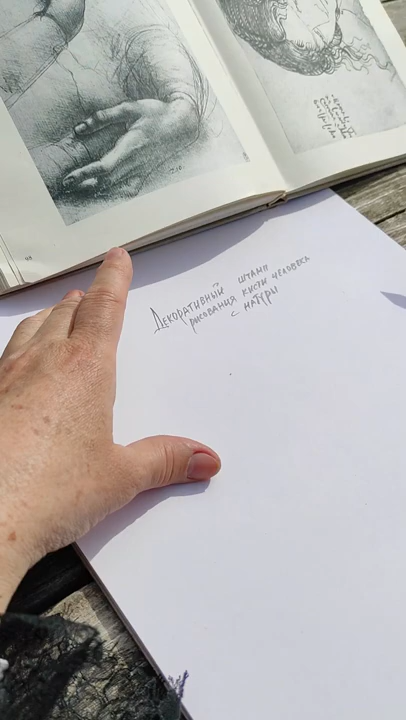 Декоративный штамп
рисования кисти человека
с натуры